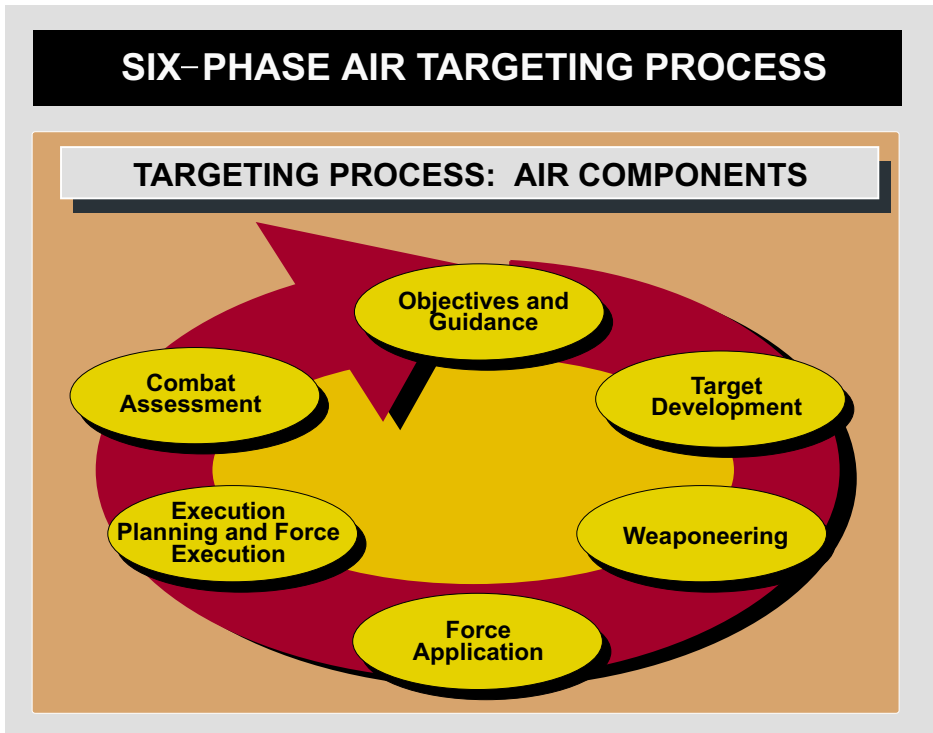 SIX–PHASE AIR TARGETING PROCESS
TARGETING PROCESS: AIR COMPONENTS
Objectives and
Guidance
Target
Development
Weaponeering
Force
Application
Execution
Planning and Force
Execution
Combat
Assessment